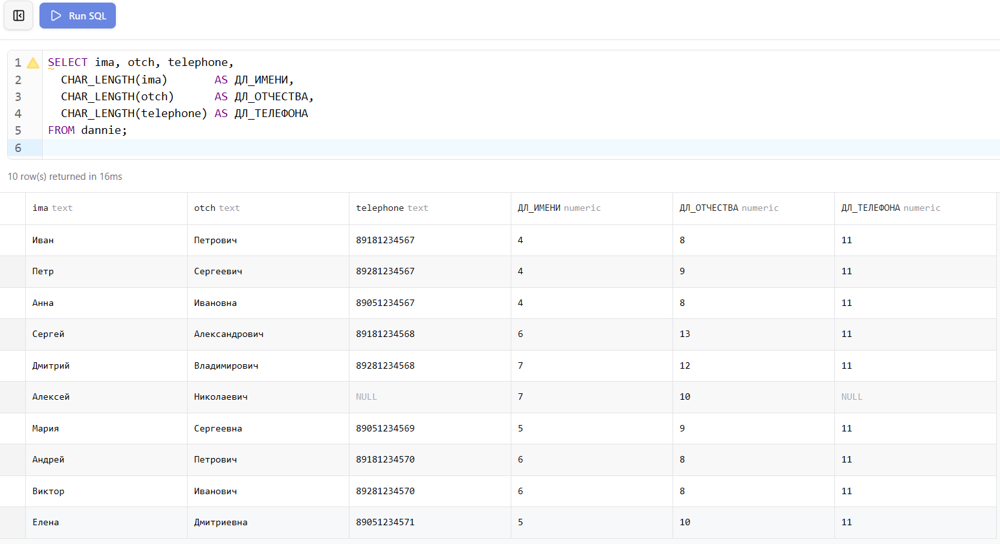 Run SQL
1 SELECT ima, otch, telephone,
2 CHAR_LENGTH(ima) AS ДЛ_ИМЕНИ,
3 CHAR_LENGTH(otch) AS ДЛ_ОТЧЕСТВА,
4 CHAR_LENGTH(telephone) AS ДЛ_ТЕЛЕФОНА
5 FROM dannie;
6
10 row(s) returned in 16ms
ima text otch text telephone text ДЛ_ИМЕНИ numeric ДЛ_ОТЧЕСТВА numeric ДЛ_ТЕЛЕФОНА numeric
Иван Петрович 89181234567 4 8 11
Петр Сергеевич 89281234567 4 9 11
Анна Ивановна 89051234567 4 8 11
Сергей Александрович 89181234568 6 13 11
Дмитрий Владимирович 89281234568 7 12 11
Алексей Николаевич NULL 7 10 NULL
Мария Сергеевна 89051234569 5 9 11
Андрей Петрович 89181234570 6 8 11
Виктор Иванович 89281234570 6 8 11
Елена Дмитриевна 89051234571 5 10 11